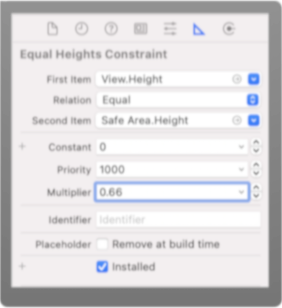 Equal Heights Constraint
First Item View.Height
Relation Equal
Second Item Safe Area.Height
+ Constant 0
Priority 1000
Multiplier 0.66
Identifier Identifier
Placeholder Remove at build time
+ Installed